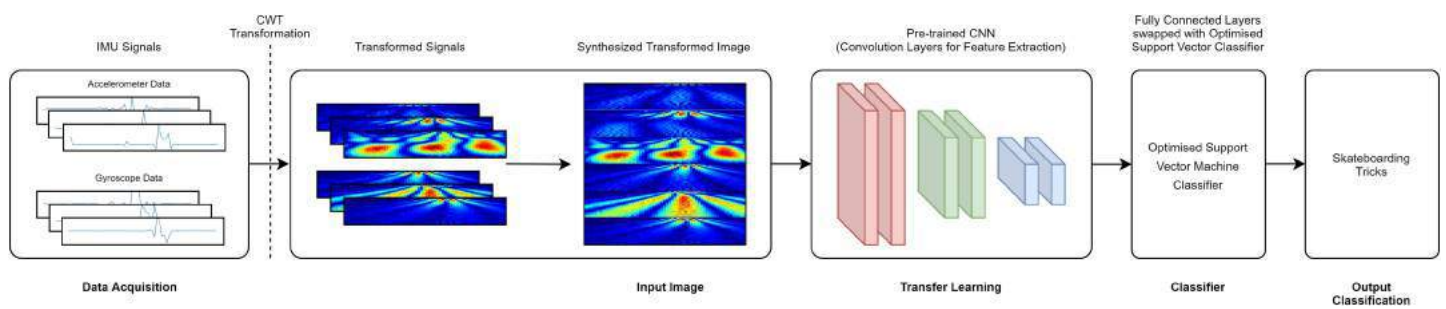 CWT
Transformation
IMU Signals
Accelerometer Data
Gyroscope Data
Data Acquisition
Transformed Signals
Synthesized Transformed Image
Input Image
Pre-trained CNN
(Convolution Layers for Feature Extraction)
Transfer Learning
Fully Connected Layers
swapped with Optimised
Support Vector Classifier
Optimised Support
Vector Machine
Classifier
Classifier
Skateboarding
Tricks
Output
Classification